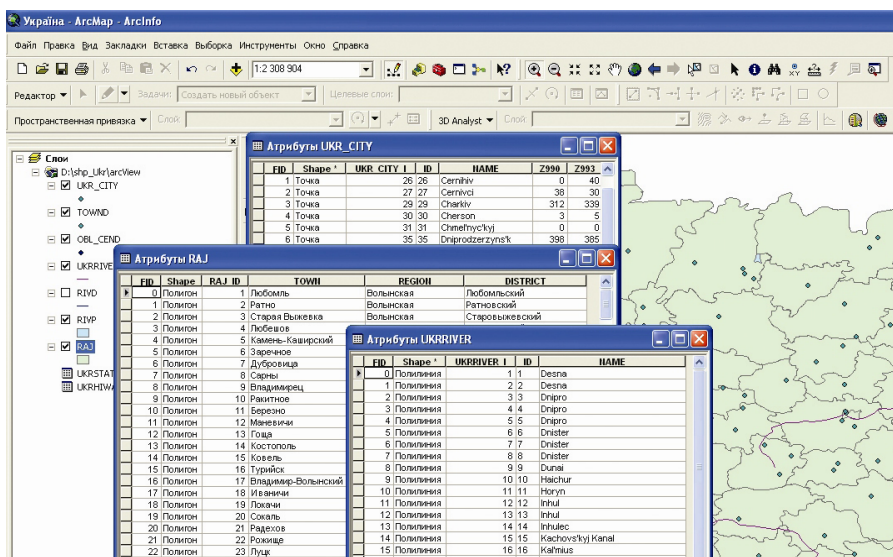 Україна - ArcMap - ArcInfo
Файл Правка Вид Закладки Вставка Выборка Инструменты Окно Справка
1:2 308 904
Редактор Задачи: Создать новый объект Целевые слои:
Пространственная привязка Слой: 3D Analyst Слой:
Слои
D:\shp_Ukr\arcView
UKR_CITY
TOWND
OBL_CEND
UKRRIVE
RIVD
RIVP
RAJ
UKRSTAT
UKRHIWA
Атрибуты UKR_CITY
FID Shape * UKR_CITY_I ID NAME Z990 Z993
1 Точка 26 26 Cernihiv 0 40
2 Точка 27 27 Cernivci 38 30
3 Точка 29 29 Charkiv 312 339
4 Точка 30 30 Cherson 3 5
5 Точка 31 31 Chmel'nyc'kyj 0 0
6 Точка 35 35 Dniprodzerzyns'k 398 385
Атрибуты RAJ
FID Shape RAJ_ID TOWN REGION DISTRICT
0 Полигон 1 Любомль Волынская Любомльский
1 Полигон 2 Ратно Волынская Ратновский
2 Полигон 3 Старая Выжевка Волынская Старовыжевский
3 Полигон 4 Любешов
4 Полигон 5 Камень-Каширский
5 Полигон 6 Заречное
6 Полигон 7 Дубровица
7 Полигон 8 Сарны
8 Полигон 9 Владимирец
9 Полигон 10 Ракитное
10 Полигон 11 Березно
11 Полигон 12 Маневичи
12 Полигон 13 Гоща
13 Полигон 14 Костополь
14 Полигон 15 Ковель
15 Полигон 16 Турийск
16 Полигон 17 Владимир-Волынский
17 Полигон 18 Иваничи
18 Полигон 19 Локачи
19 Полигон 20 Сокаль
20 Полигон 21 Радехов
21 Полигон 22 Рожище
22 Полигон 23 Луцк
Атрибуты UKRRIVER
FID Shape * UKRRIVER_I ID NAME
0 Полилиния 1 1 Desna
1 Полилиния 2 2 Desna
2 Полилиния 3 3 Dnipro
3 Полилиния 4 4 Dnipro
4 Полилиния 5 5 Dnipro
5 Полилиния 6 6 Dnister
6 Полилиния 7 7 Dnister
7 Полилиния 8 8 Dnister
8 Полилиния 9 9 Dunai
9 Полилиния 10 10 Haichur
10 Полилиния 11 11 Horyn
11 Полилиния 12 12 Inhul
12 Полилиния 13 13 Inhul
13 Полилиния 14 14 Inhulec
14 Полилиния 15 15 Kachovs'kyj Kanal
15 Полилиния 16 16 Kal'mius